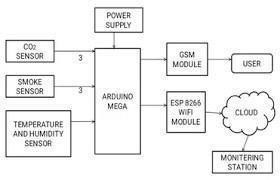 POWER
SUPPLY
CO2
SENSOR
3
SMOKE
SENSOR
3
TEMPERATURE
AND HUMIDITY
SENSOR
ARDUINO
MEGA
GSM
MODULE
USER
ESP 8266
WIFI
MODULE
CLOUD
MONITERING
STATION